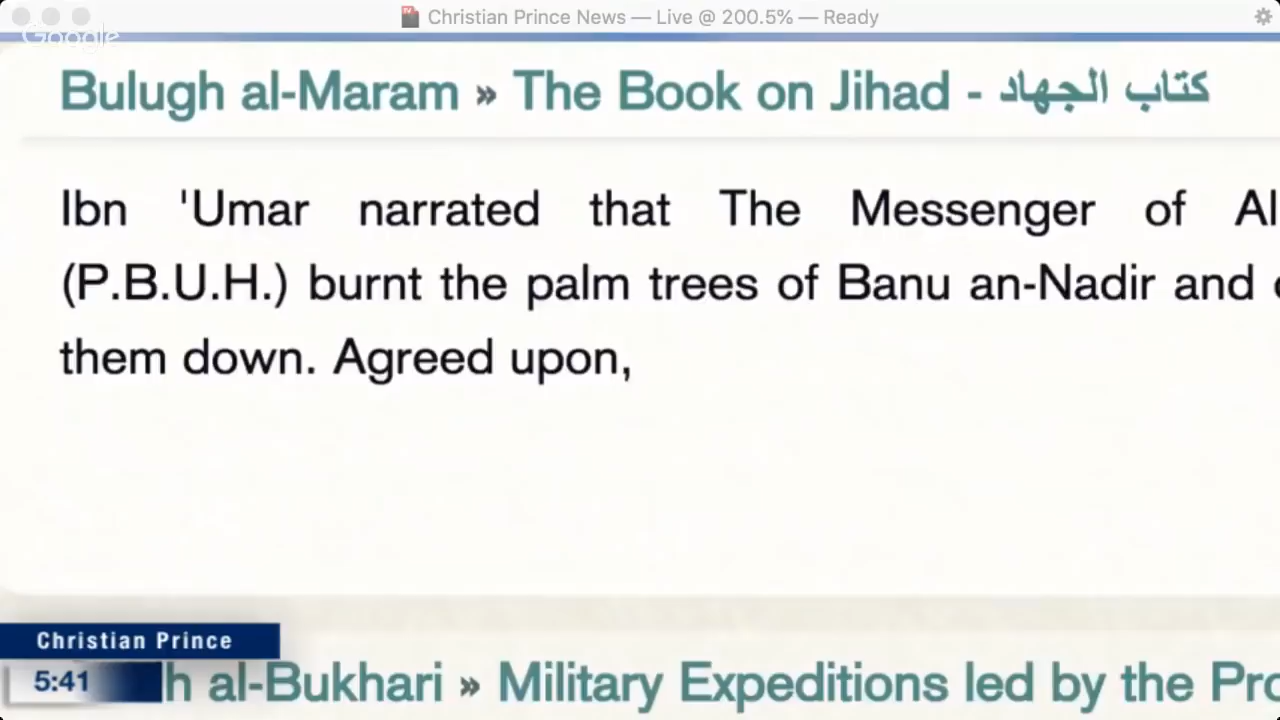 Christian Prince News — Live @ 200.5% — Ready
Google
Bulugh al-Maram » The Book on Jihad - كتاب الجهاد
Ibn 'Umar narrated that The Messenger of Al
(P.B.U.H.) burnt the palm trees of Banu an-Nadir and
them down. Agreed upon,
Christian Prince
5:41
h al-Bukhari » Military Expeditions led by the Pro